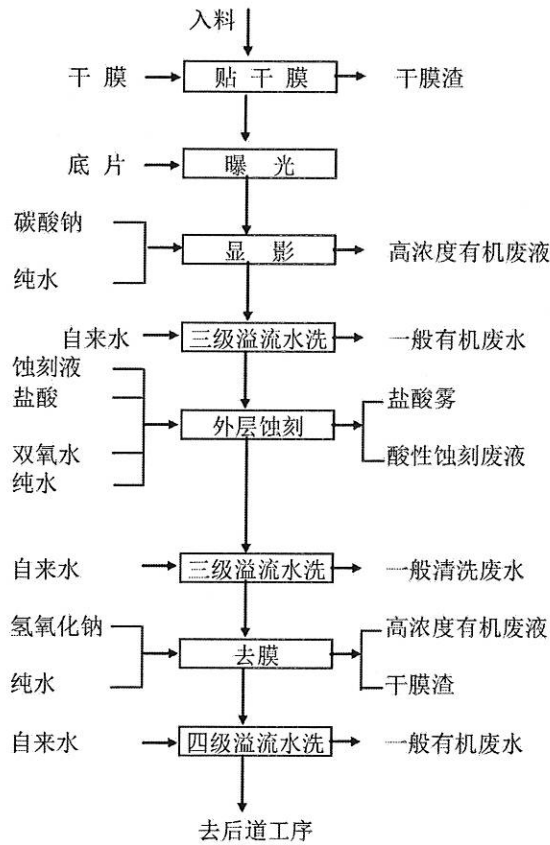 入料
干 膜
贴 干 膜
干膜渣
底 片
曝 光
碳酸钠
纯水
显 影
高浓度有机废液
自来水
三级溢流水洗
一般有机废水
蚀刻液
盐酸
双氧水
纯水
外层蚀刻
盐酸雾
酸性蚀刻废液
自来水
三级溢流水洗
一般清洗废水
氢氧化钠
纯水
去膜
高浓度有机废液
干膜渣
自来水
四级溢流水洗
一般有机废水
去后道工序